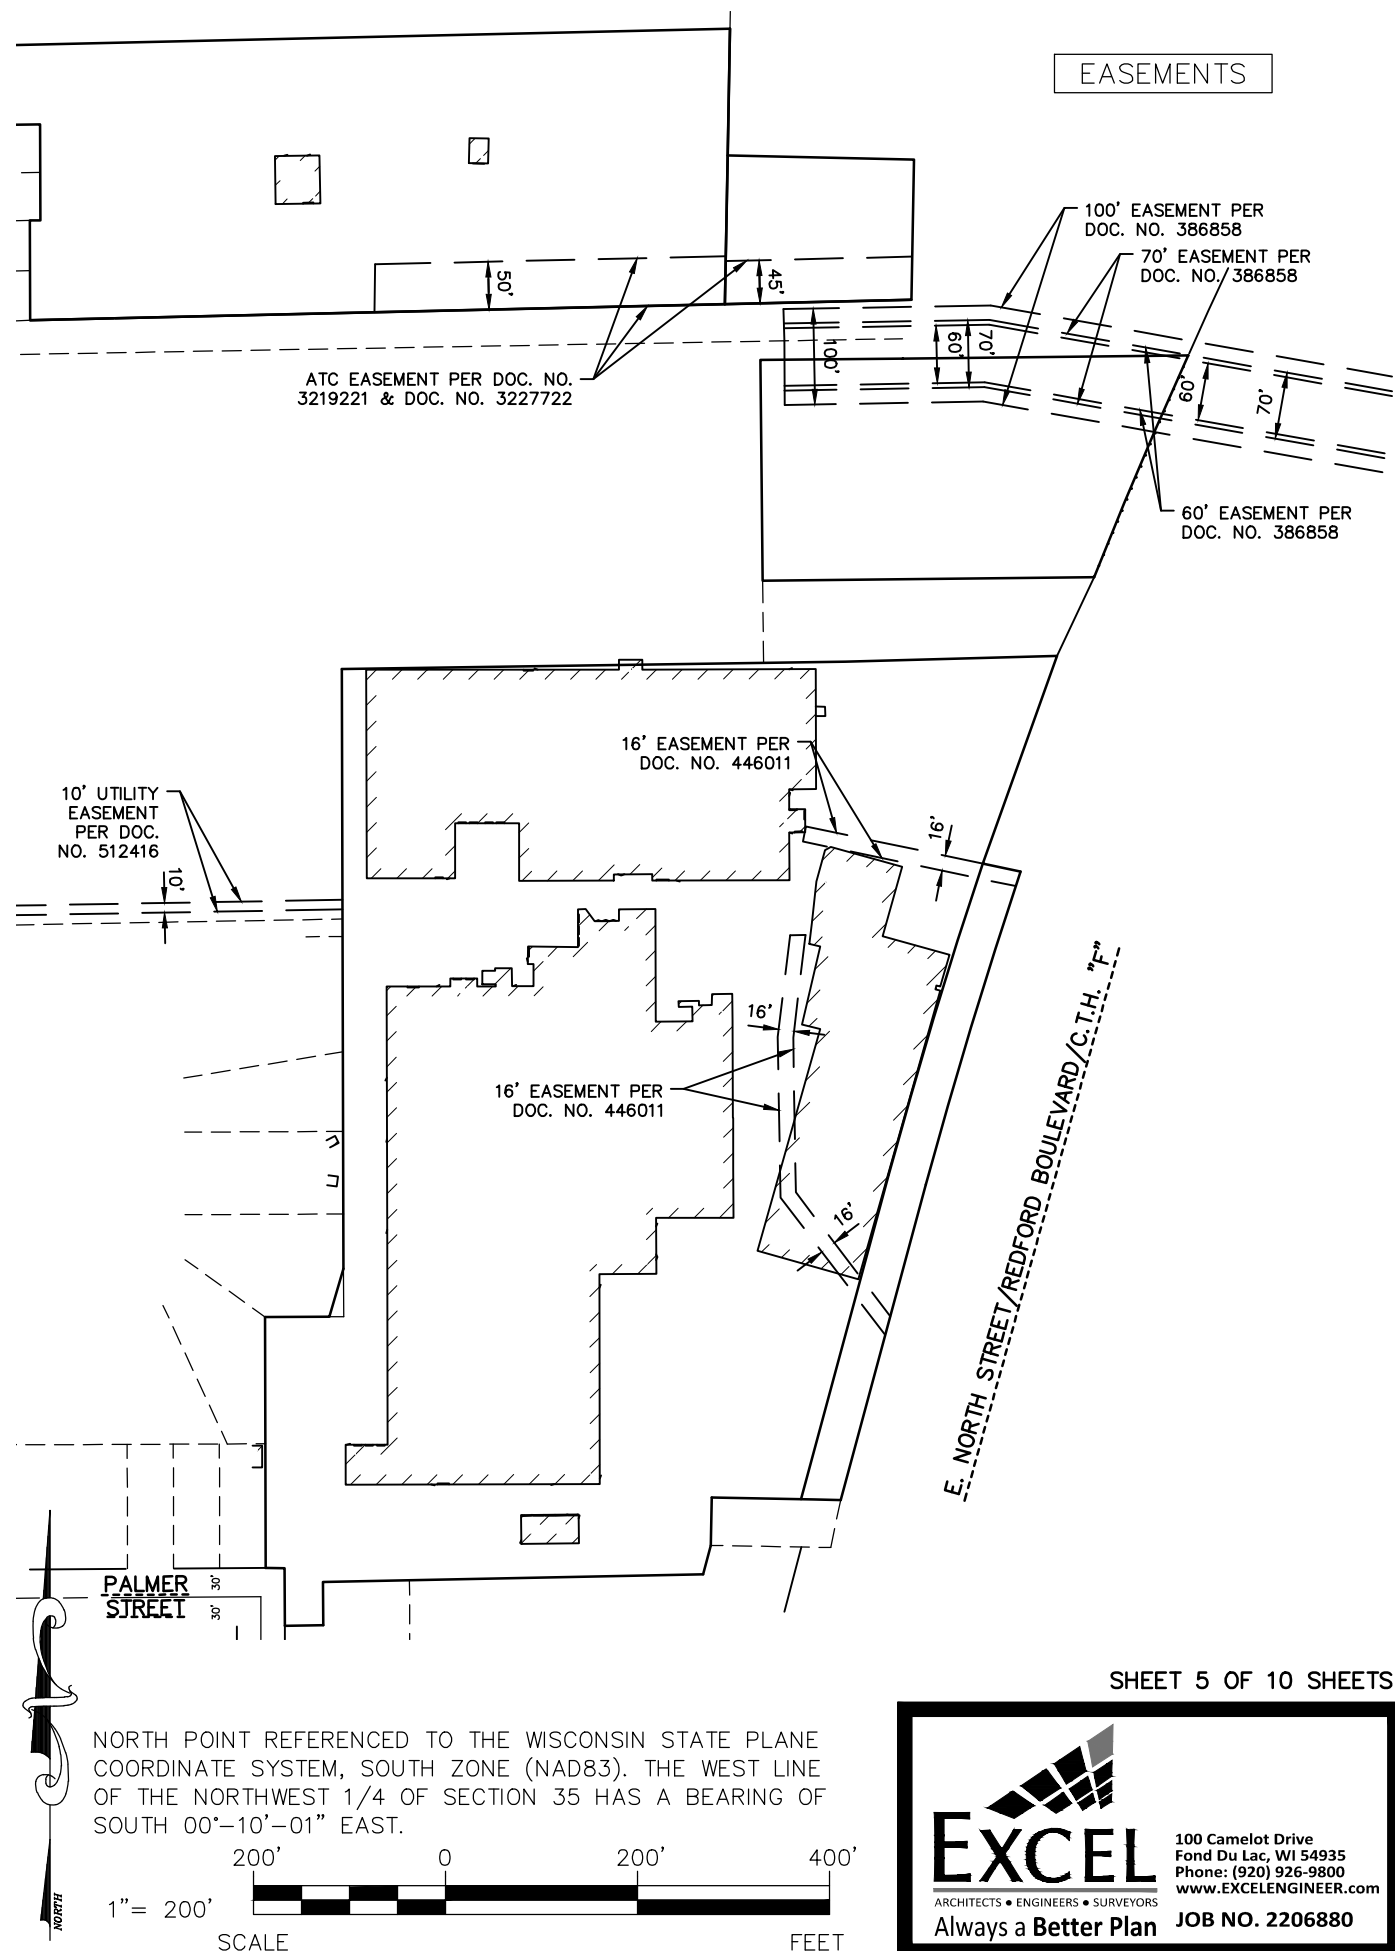 EASEMENTS
100' EASEMENT PER
DOC. NO. 386858
70' EASEMENT PER
DOC. NO. 386858
50'
45'
100'
60'
70'
60'
70'
ATC EASEMENT PER DOC. NO.
3219221 & DOC. NO. 3227722
60' EASEMENT PER
DOC. NO. 386858
16' EASEMENT PER
DOC. NO. 446011
10' UTILITY
EASEMENT
PER DOC.
NO. 512416
10'
16'
16'
16' EASEMENT PER
DOC. NO. 446011
16'
E. NORTH STREET/REDFORD BOULEVARD/C.T.H. "F"
PALMER
STREET
30'
30'
SHEET 5 OF 10 SHEETS
NORTH POINT REFERENCED TO THE WISCONSIN STATE PLANE
COORDINATE SYSTEM, SOUTH ZONE (NAD83). THE WEST LINE
OF THE NORTHWEST 1/4 OF SECTION 35 HAS A BEARING OF
SOUTH 00°-10'-01" EAST.
NORTH
200' 0 200' 400'
1"= 200'
SCALE FEET
EXCEL
ARCHITECTS • ENGINEERS • SURVEYORS
Always a Better Plan
100 Camelot Drive
Fond Du Lac, WI 54935
Phone: (920) 926-9800
www.EXCELENGINEER.com
JOB NO. 2206880